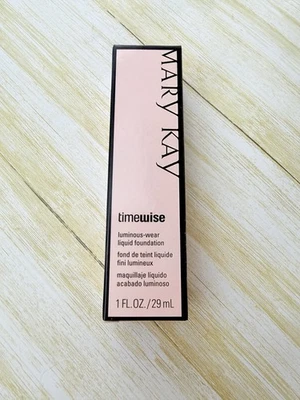 MARY KAY
timewise
luminous-wear
liquid foundation
fond de teint liquide
fini lumineux
maquillaje líquido
acabado luminoso
1 FL. OZ. / 29 mL